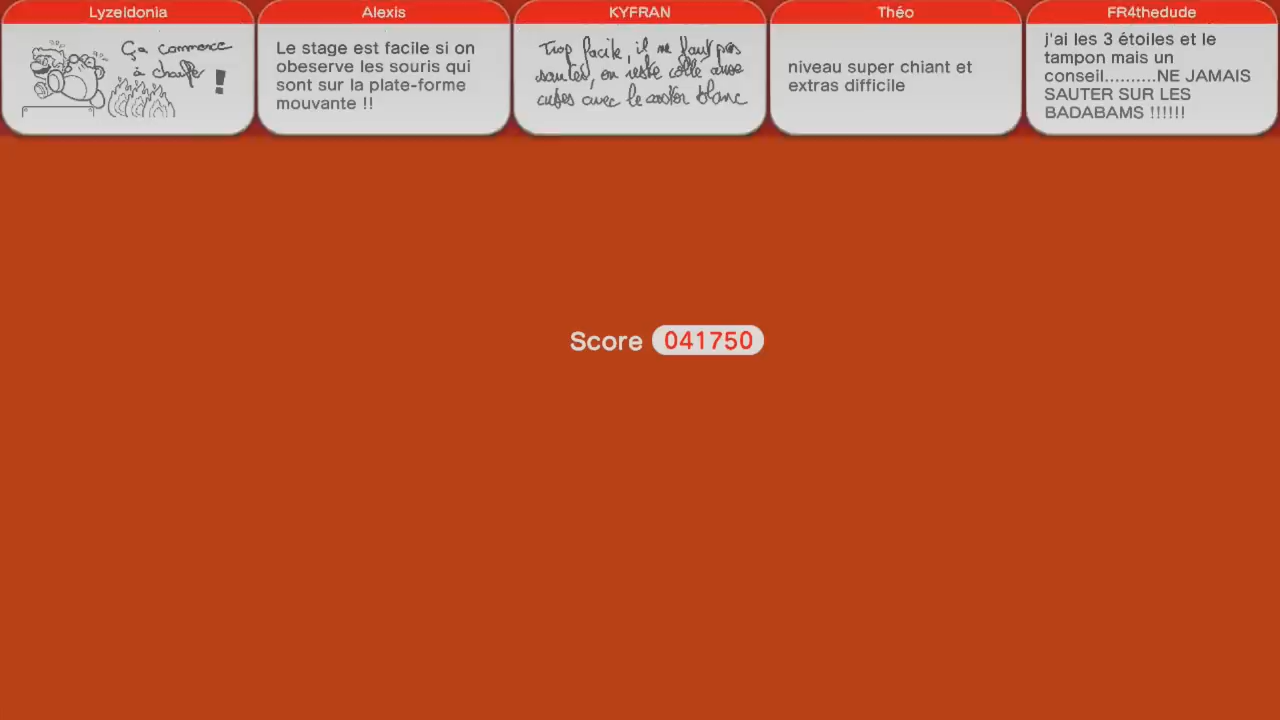 Lyzeldonia
Ça commence
à chauffer !
Alexis
Le stage est facile si on
obeserve les souris qui
sont sur la plate-forme
mouvante !!
KYFRAN
Trop facile, il ne faut pas
sauter, on reste collé aux
cubes avec le castor blanc
Théo
niveau super chiant et
extras difficile
FR4thedude
j'ai les 3 étoiles et le
tampon mais un
conseil..........NE JAMAIS
SAUTER SUR LES
BADABAMS !!!!!!
Score 041750